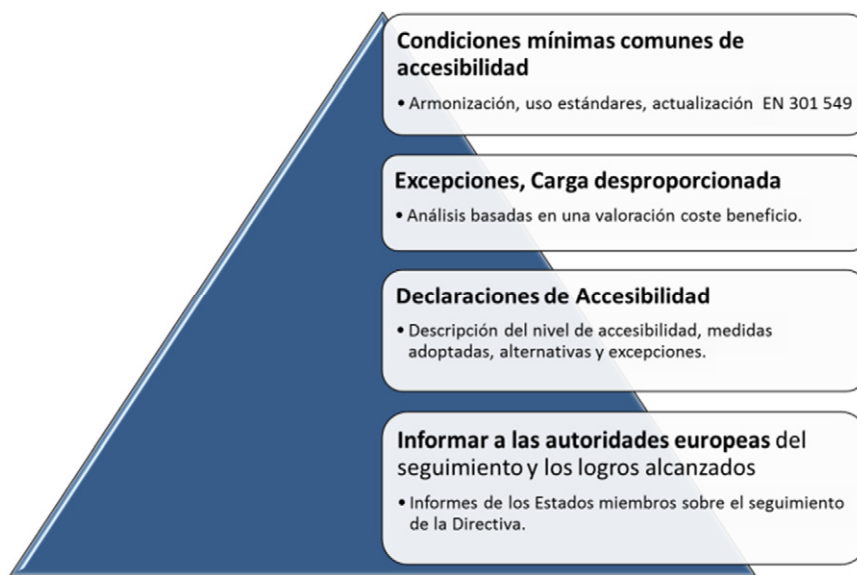 Condiciones mínimas comunes de
accesibilidad
• Armonización, uso estándares, actualización EN 301 549
Excepciones, Carga desproporcionada
• Análisis basadas en una valoración coste beneficio.
Declaraciones de Accesibilidad
• Descripción del nivel de accesibilidad, medidas
adoptadas, alternativas y excepciones.
Informar a las autoridades europeas del
seguimiento y los logros alcanzados
• Informes de los Estados miembros sobre el seguimiento
de la Directiva.